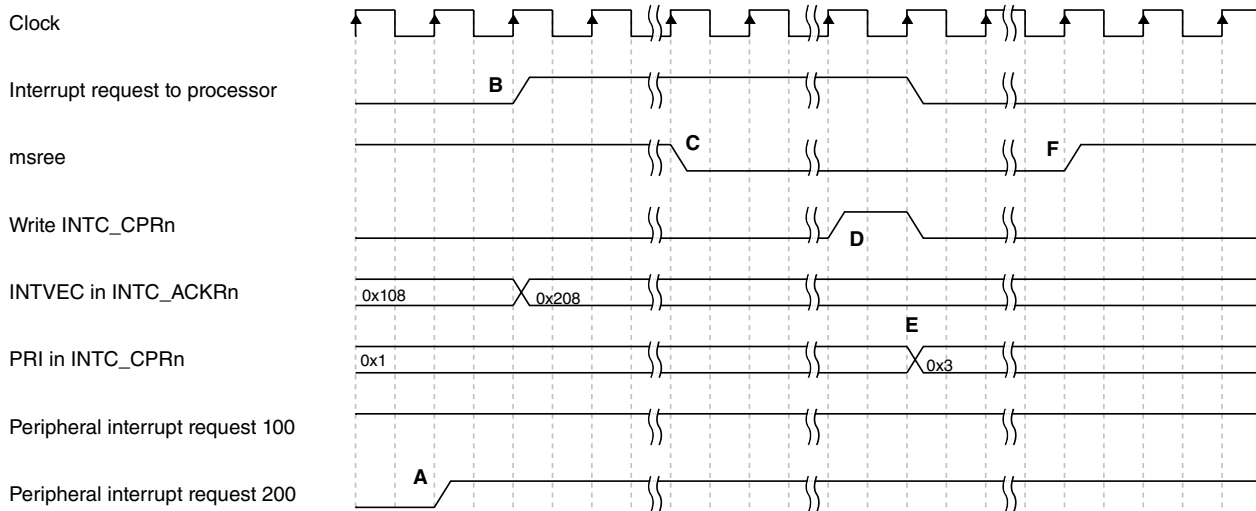 Clock
B
Interrupt request to processor
C
F
msree
Write INTC_CPRn
D
INTVEC in INTC_ACKRn
0x108
0x208
E
PRI in INTC_CPRn
0x1
0x3
Peripheral interrupt request 100
A
Peripheral interrupt request 200